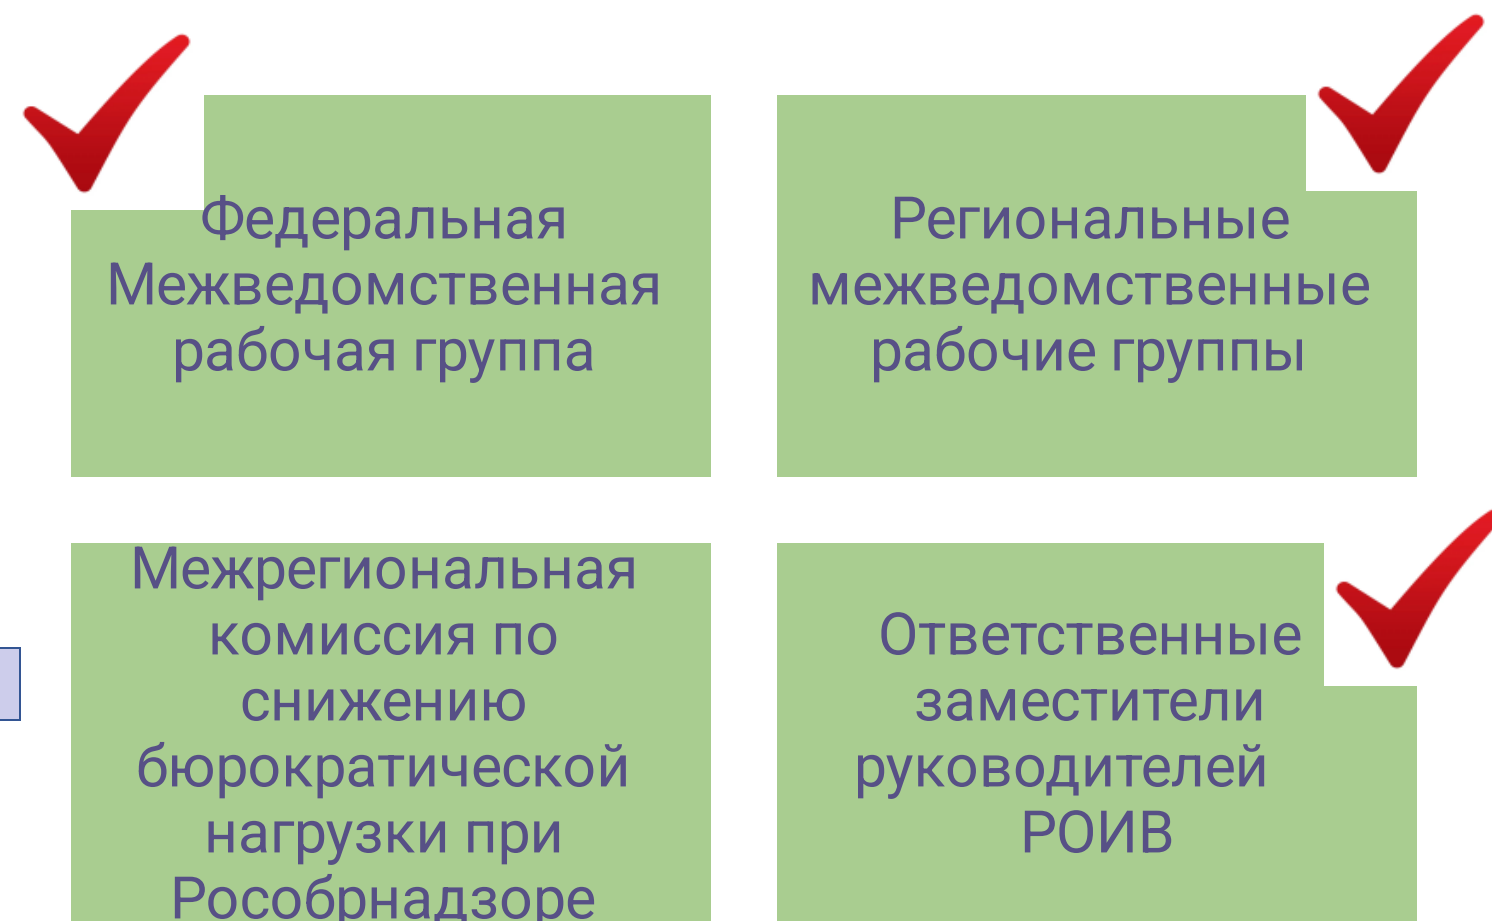 Федеральная
Межведомственная
рабочая группа
Региональные
межведомственные
рабочие группы
Межрегиональная
комиссия по
снижению
бюрократической
нагрузки при
Рособрнадзоре
Ответственные
заместители
руководителей
РОИВ